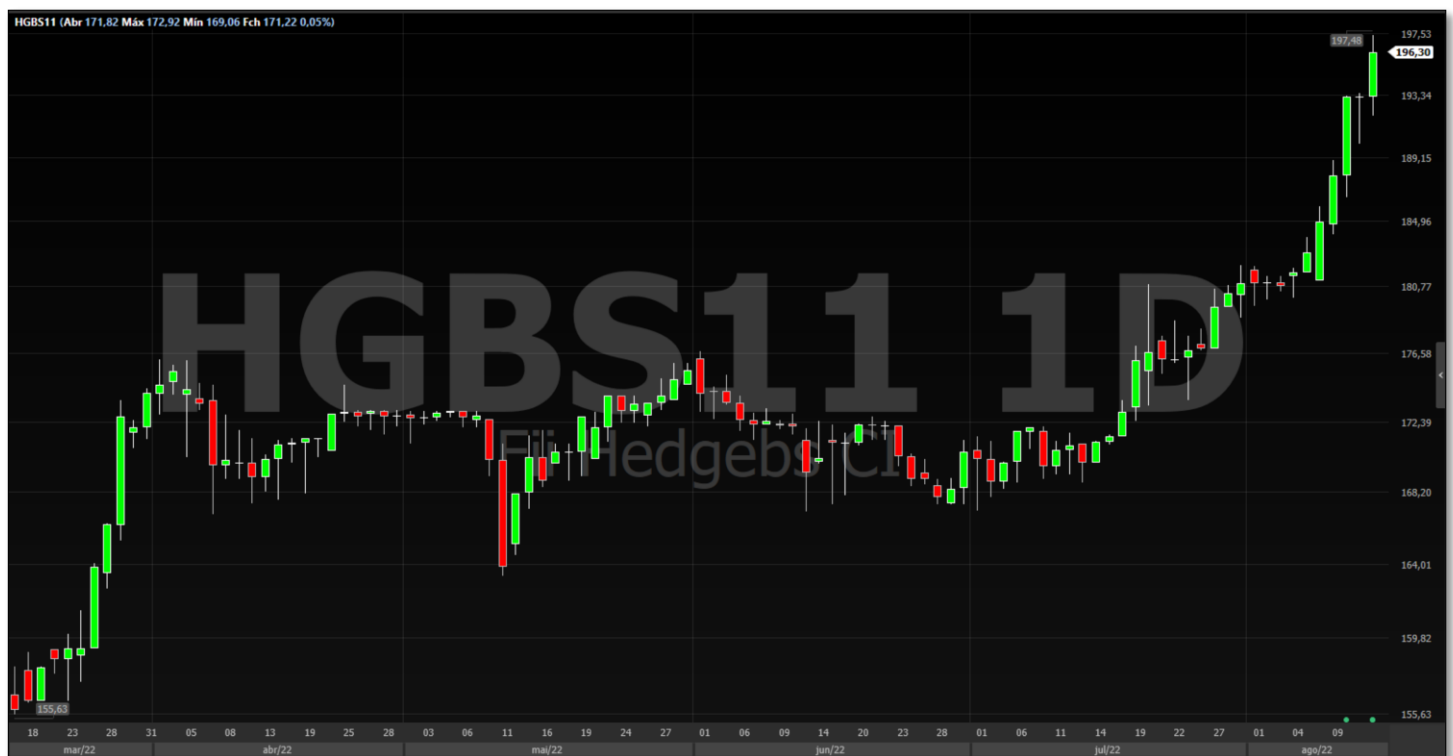 HGBS11 (Abr 171,82 Máx 172,92 Mín 169,06 Fch 171,22 0,05%)
197,53
197,48
196,30
193,34
189,15
184,96
180,77
HGBS11 1D
176,58
172,39
Fii Hedgebs CI
168,20
164,01
159,82
155,63
155,63
18 23 28 31 05 08 13 18 25 28 03 06 11 16 19 24 27 01 06 09 14 20 23 28 01 06 11 14 19 22 27 01 04 09
mar/22 abr/22 mai/22 jun/22 jul/22 ago/22